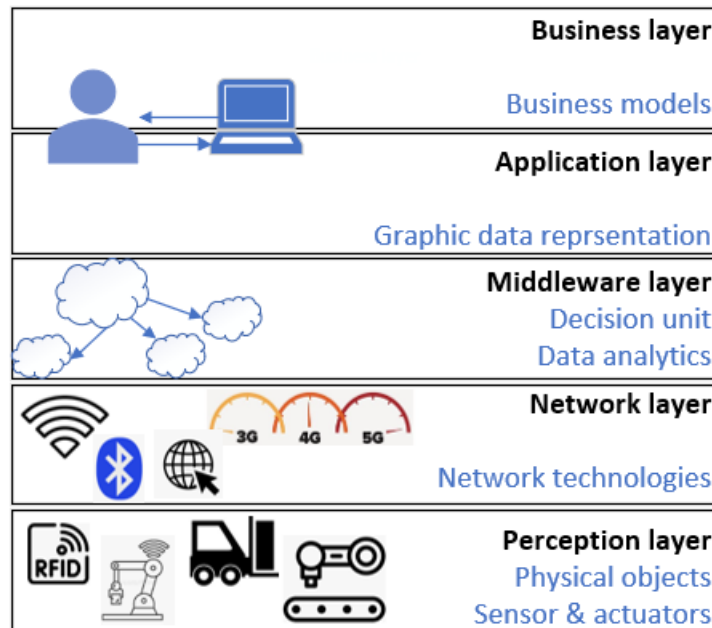 Business layer
Business models
Application layer
Graphic data reprsentation
Middleware layer
Decision unit
Data analytics
Network layer
3G 4G 5G
Network technologies
Perception layer
RFID
Physical objects
Sensor & actuators